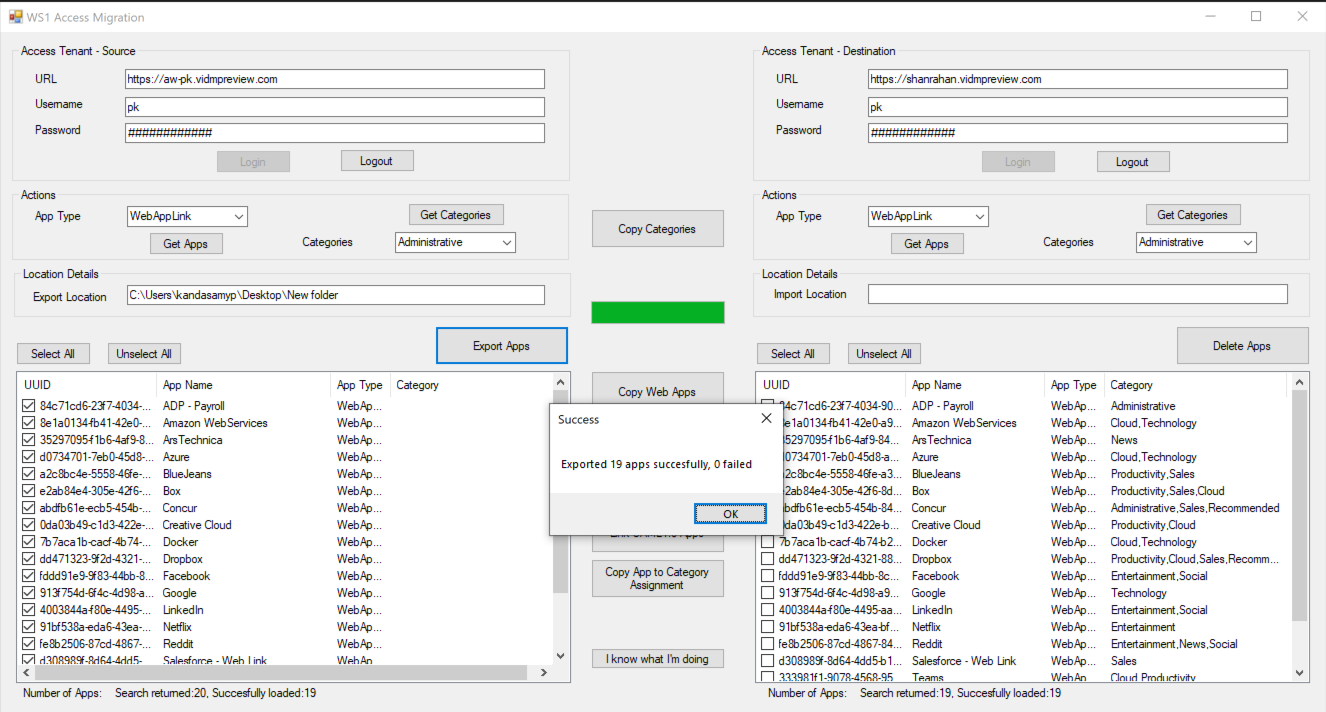 WS1 Access Migration
Access Tenant - Source
URL
https://aw-pk.vidmpreview.com
Username
pk
Password
############
Login
Logout
Actions
App Type
WebAppLink
Get Categories
Get Apps
Categories
Administrative
Location Details
Export Location
C:\Users\kandasamyp\Desktop\New folder
Export Apps
Select All
Unselect All
UUID App Name App Type Category
84c71cd6-23f7-4034-... ADP - Payroll WebAp...
8e1a0134-fb41-42e0-... Amazon WebServices WebAp...
35297095-f1b6-4af9-8... ArsTechnica WebAp...
d0734701-7eb0-45d8-... Azure WebAp...
a2c8bc4e-5558-46fe-... BlueJeans WebAp...
e2ab84e4-305e-42f6-... Box WebAp...
abdfb61e-ecb5-454b-... Concur WebAp...
0da03b49-c1d3-422e-... Creative Cloud WebAp...
7b7aca1b-cacf-4b74-... Docker WebAp...
dd471323-9f2d-4321-... Dropbox WebAp...
fddd91e9-9f83-44bb-8... Facebook WebAp...
913f754d-6f4c-4d98-a... Google WebAp...
4003844a-f80e-4495-... LinkedIn WebAp...
91bf538a-eda6-43ea-... Netflix WebAp...
fe8b2506-87cd-4867-... Reddit WebAp...
d308989f-8d64-4dd5- Salesforce - Web Link WebAp
Number of Apps: Search returned:20, Succesfully loaded:19
Copy Categories
Copy Web Apps
Success
Exported 19 apps succesfully, 0 failed
OK
Copy App to Category
Assignment
I know what I'm doing
Access Tenant - Destination
URL
https://shanrahan.vidmpreview.com
Username
pk
Password
############
Login
Logout
Actions
App Type
WebAppLink
Get Categories
Get Apps
Categories
Administrative
Location Details
Import Location
Delete Apps
Select All
Unselect All
UUID App Name App Type Category
84c71cd6-23f7-4034-90... ADP - Payroll WebAp... Administrative
8e1a0134-fb41-42e0-a9... Amazon WebServices WebAp... Cloud,Technology
35297095-f1b6-4af9-84... ArsTechnica WebAp... News
d0734701-7eb0-45d8-a... Azure WebAp... Cloud,Technology
a2c8bc4e-5558-46fe-a3... BlueJeans WebAp... Productivity,Sales
e2ab84e4-305e-42f6-8d... Box WebAp... Productivity,Sales,Cloud
abdfb61e-ecb5-454b-84... Concur WebAp... Administrative,Sales,Recommended
0da03b49-c1d3-422e-b... Creative Cloud WebAp... Productivity,Cloud
7b7aca1b-cacf-4b74-b2... Docker WebAp... Cloud,Technology
dd471323-9f2d-4321-88... Dropbox WebAp... Productivity,Cloud,Sales,Recomm...
fddd91e9-9f83-44bb-8c... Facebook WebAp... Entertainment,Social
913f754d-6f4c-4d98-a9... Google WebAp... Technology
4003844a-f80e-4495-aa... LinkedIn WebAp... Entertainment,Social
91bf538a-eda6-43ea-bf... Netflix WebAp... Entertainment
fe8b2506-87cd-4867-84... Reddit WebAp... Entertainment,News,Social
d308989f-8d64-4dd5-b1... Salesforce - Web Link WebAp... Sales
333981f1-9078-4568-95 Teams WebAp... Cloud,Productivity
Number of Apps: Search returned:19, Succesfully loaded:19